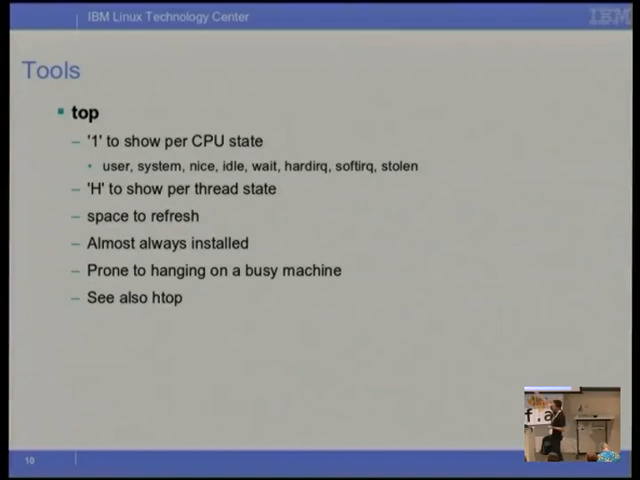 IBM Linux Technology Center
IBM
Tools
top
'1' to show per CPU state
user, system, nice, idle, wait, hardirq, softirq, stolen
'H' to show per thread state
space to refresh
Almost always installed
Prone to hanging on a busy machine
See also htop
f.a
10